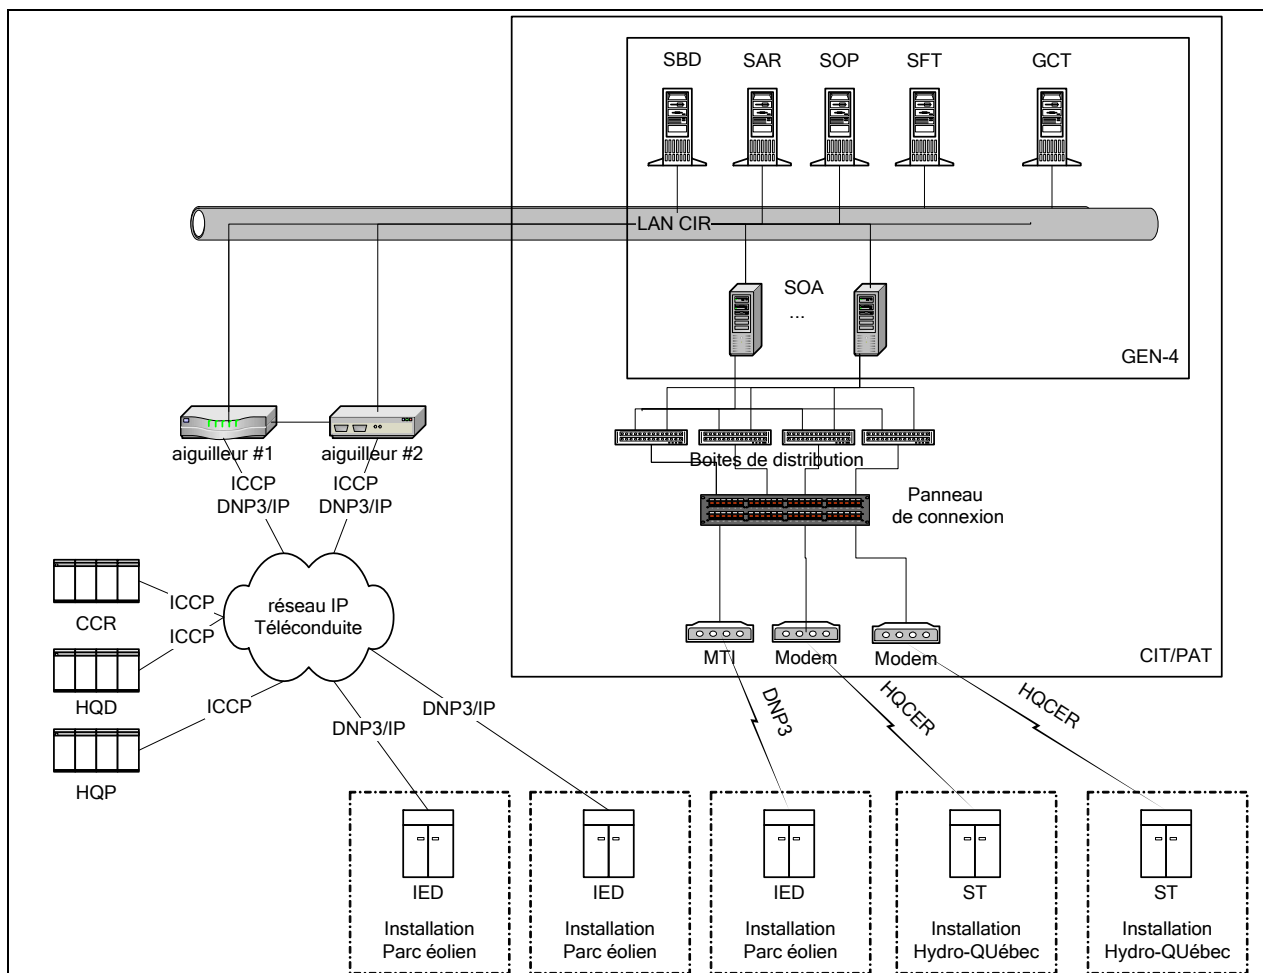 SBD
SAR
SOP
SFT
GCT
LAN CIR
SOA
...
GEN-4
aiguilleur #1
aiguilleur #2
Boites de distribution
ICCP
DNP3/IP
ICCP
DNP3/IP
Panneau
de connexion
CCR
ICCP
réseau IP
Téléconduite
ICCP
HQD
MTI
Modem
Modem
CIT/PAT
ICCP
DNP3/IP
DNP3/IP
DNP3
HQCER
HQCER
HQP
IED
Installation
Parc éolien
IED
Installation
Parc éolien
IED
Installation
Parc éolien
ST
Installation
Hydro-QUébec
ST
Installation
Hydro-QUébec